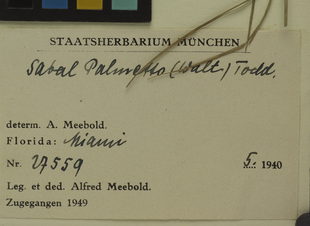 STAATSHERBARIUM MÜNCHEN
Sabal Palmetto (Walt.) Todd.
determ. A. Meebold.
Florida: Miami
Nr. 27559
5. 1940
Leg. et ded. Alfred Meebold.
Zugegangen 1949